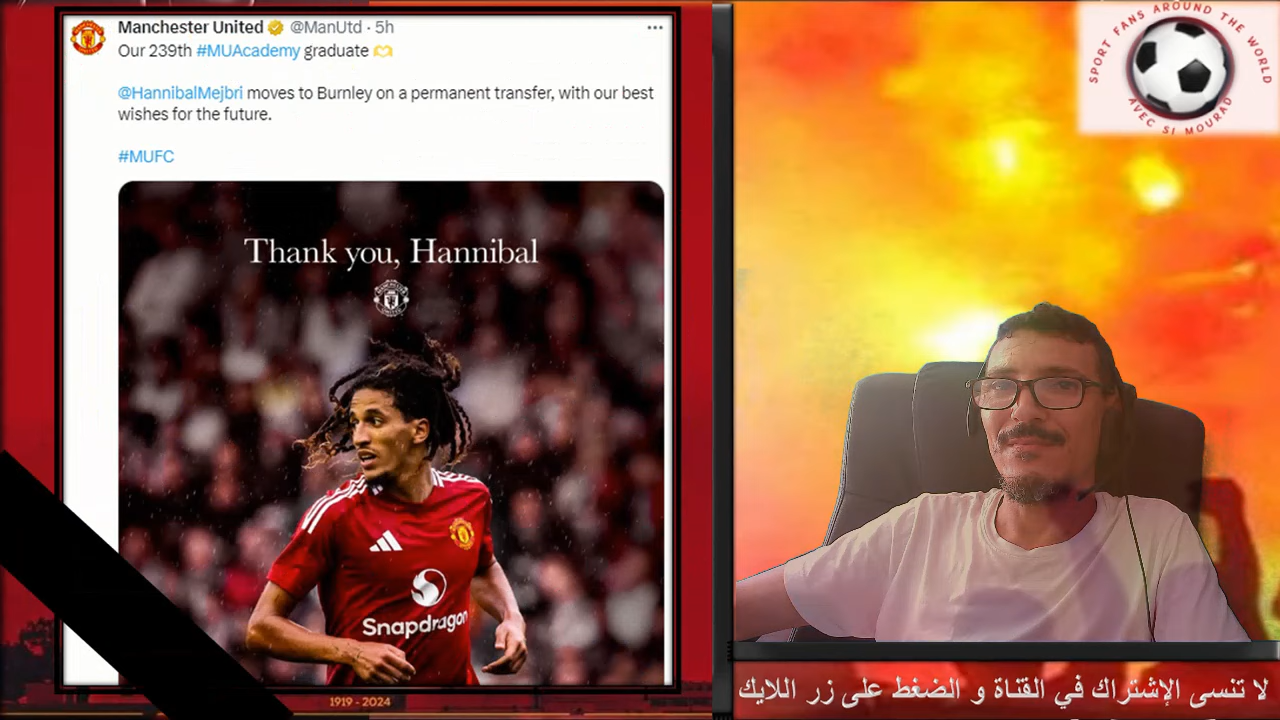 Manchester United @ManUtd · 5h
Our 239th #MUAcademy graduate 🫶
@HannibalMejbri moves to Burnley on a permanent transfer, with our best
wishes for the future.
#MUFC
Thank you, Hannibal
MANCHESTER
UNITED
Snapdragon
1919 - 2024
SPORT FANS AROUND THE WORLD
AVEC SI MOURAD
لا تنسى الإشتراك في القناة و الضغط على زر اللايك